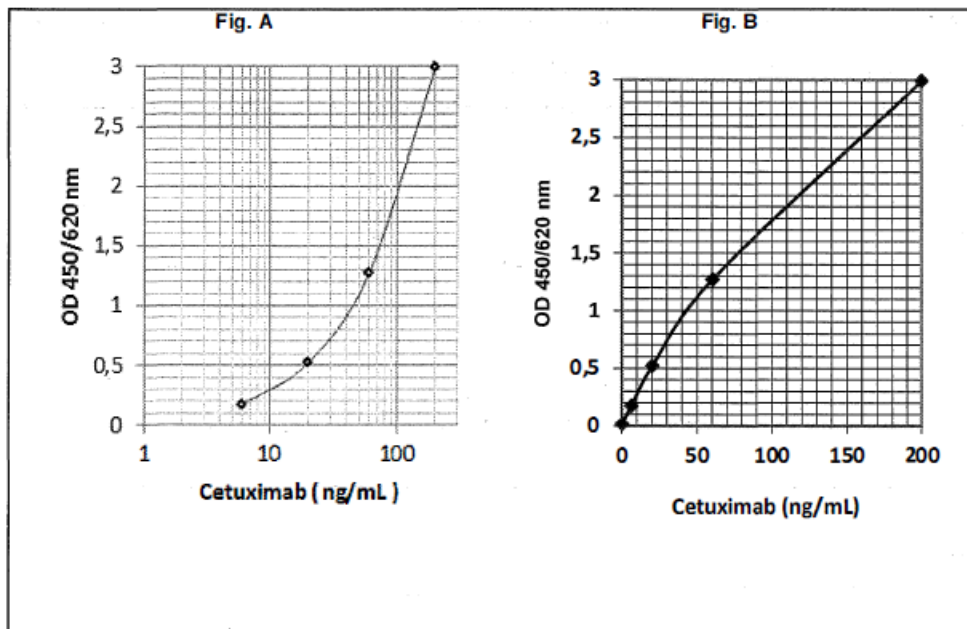 Fig. A
3
2,5
2
1,5
1
0,5
0
OD 450/620 nm
1 10 100
Cetuximab ( ng/mL )
Fig. B
3
2,5
2
1,5
1
0,5
0
OD 450/620 nm
0 50 100 150 200
Cetuximab (ng/mL)